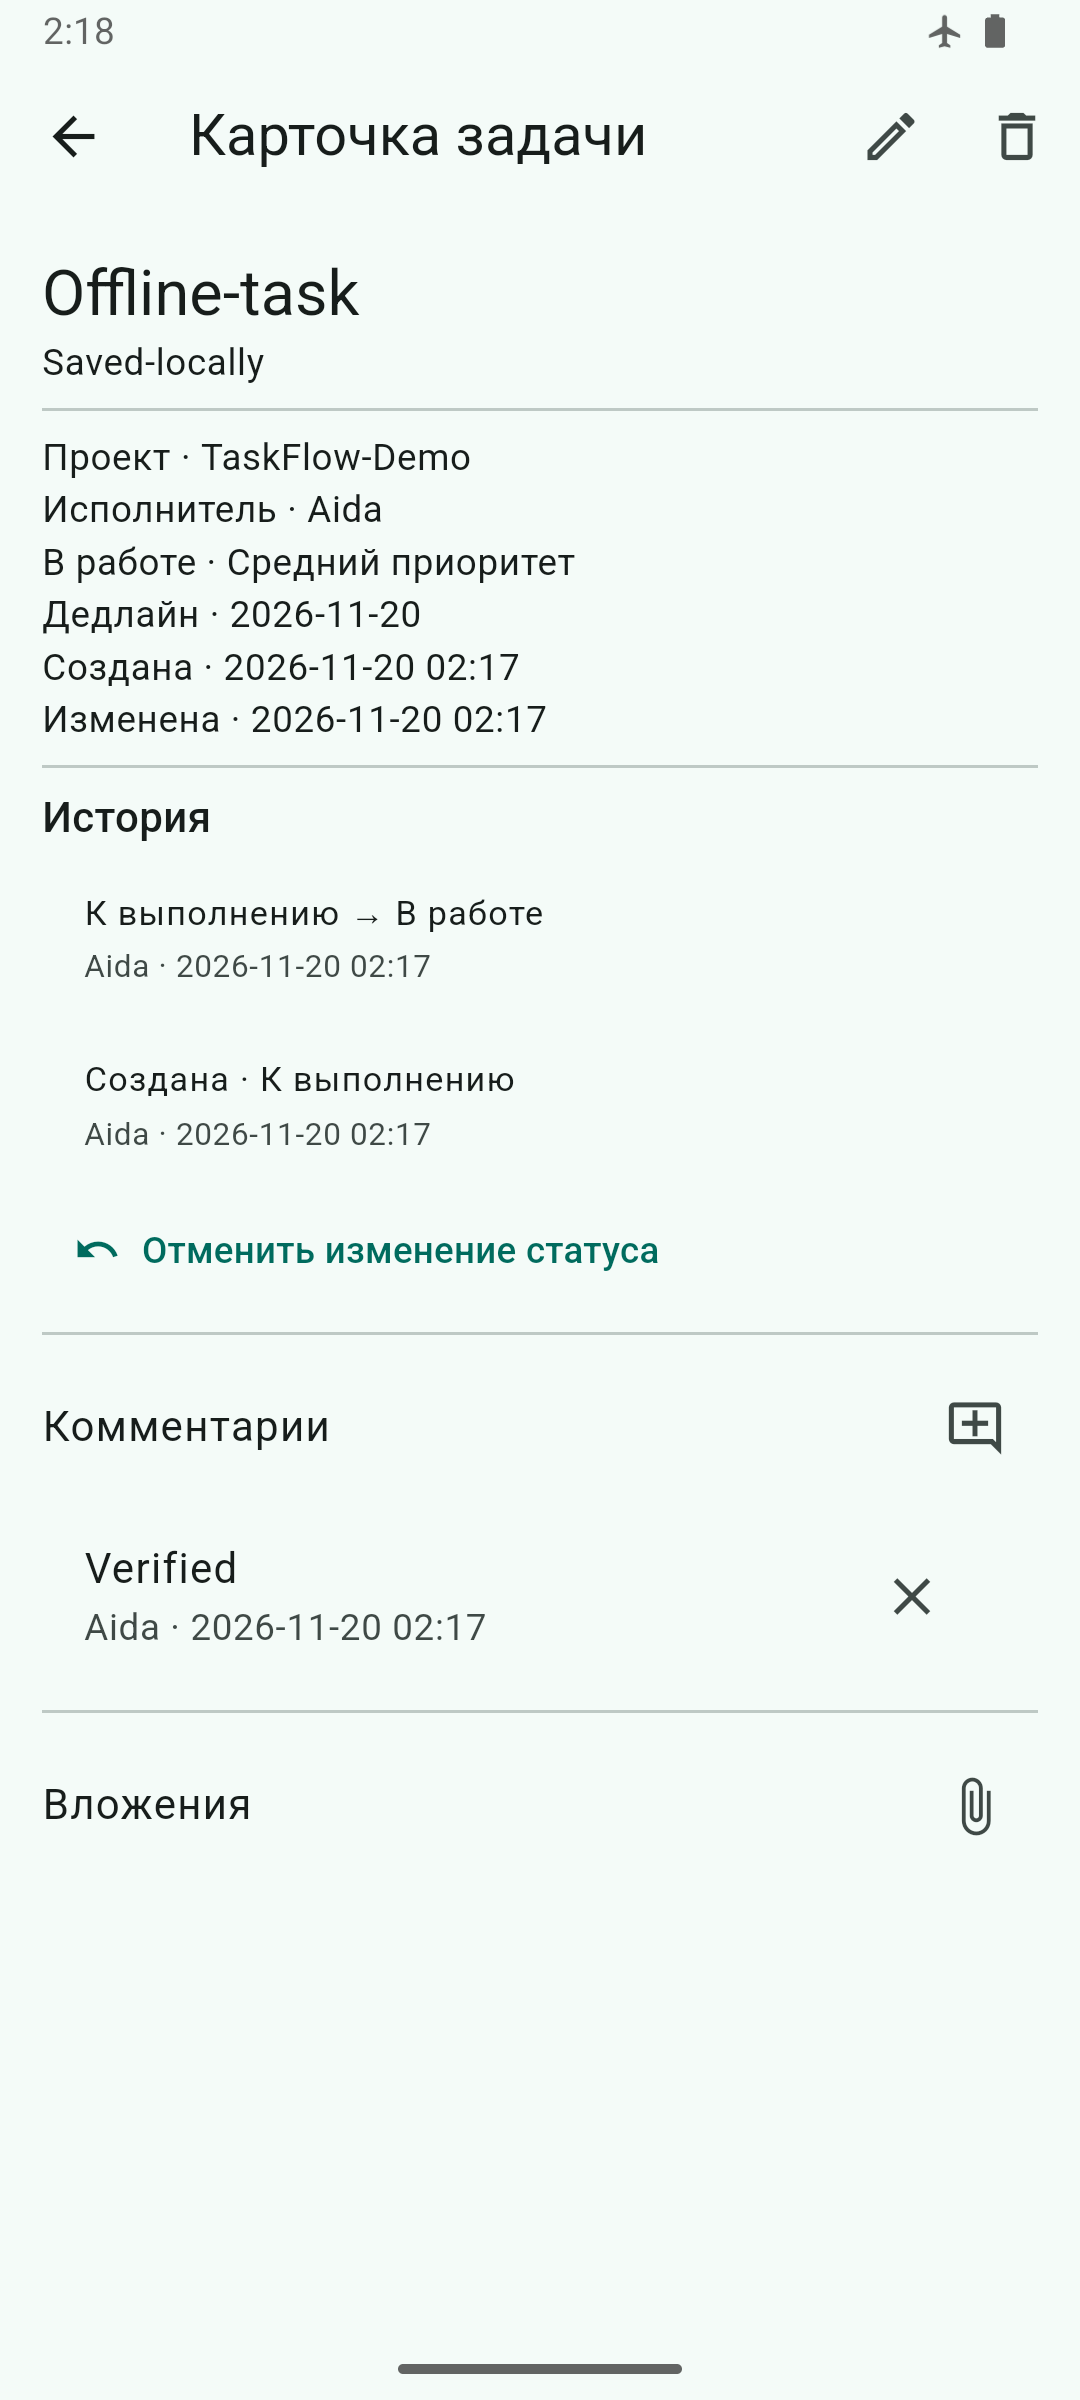 2:18
Карточка задачи
Offline-task
Saved-locally
Проект · TaskFlow-Demo
Исполнитель · Aida
В работе · Средний приоритет
Дедлайн · 2026-11-20
Создана · 2026-11-20 02:17
Изменена · 2026-11-20 02:17
История
К выполнению → В работе
Aida · 2026-11-20 02:17
Создана · К выполнению
Aida · 2026-11-20 02:17
Отменить изменение статуса
Комментарии
Verified
Aida · 2026-11-20 02:17
Вложения